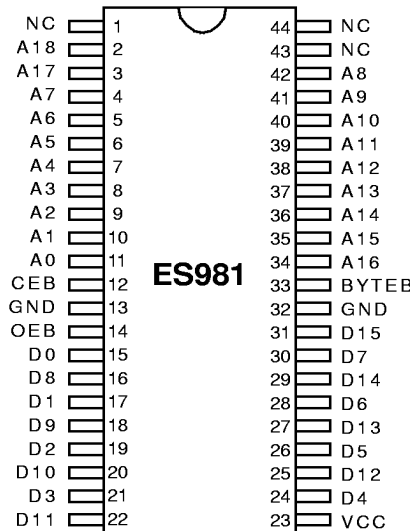 NC 1 44 NC
A18 2 43 NC
A17 3 42 A8
A7 4 41 A9
A6 5 40 A10
A5 6 39 A11
A4 7 38 A12
A3 8 37 A13
A2 9 36 A14
A1 10 35 A15
A0 11 34 A16
ES981
CEB 12 33 BYTEB
GND 13 32 GND
OEB 14 31 D15
D0 15 30 D7
D8 16 29 D14
D1 17 28 D6
D9 18 27 D13
D2 19 26 D5
D10 20 25 D12
D3 21 24 D4
D11 22 23 VCC